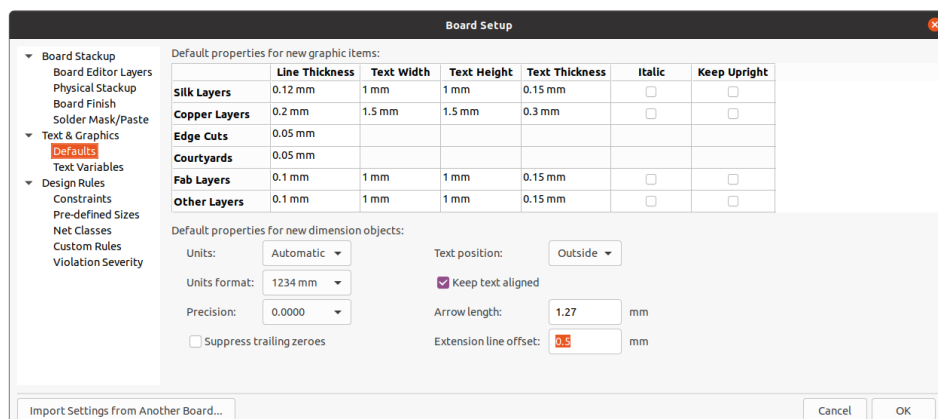 Board Setup
Board Stackup
Board Editor Layers
Physical Stackup
Board Finish
Solder Mask/Paste
Text & Graphics
Defaults
Text Variables
Design Rules
Constraints
Pre-defined Sizes
Net Classes
Custom Rules
Violation Severity
Default properties for new graphic items:
Line Thickness Text Width Text Height Text Thickness Italic Keep Upright
Silk Layers 0.12 mm 1 mm 1 mm 0.15 mm
Copper Layers 0.2 mm 1.5 mm 1.5 mm 0.3 mm
Edge Cuts 0.05 mm
Courtyards 0.05 mm
Fab Layers 0.1 mm 1 mm 1 mm 0.15 mm
Other Layers 0.1 mm 1 mm 1 mm 0.15 mm
Default properties for new dimension objects:
Units: Automatic Text position: Outside
Units format: 1234 mm Keep text aligned
Precision: 0.0000 Arrow length: 1.27 mm
Suppress trailing zeroes Extension line offset: 0.5 mm
Import Settings from Another Board... Cancel OK